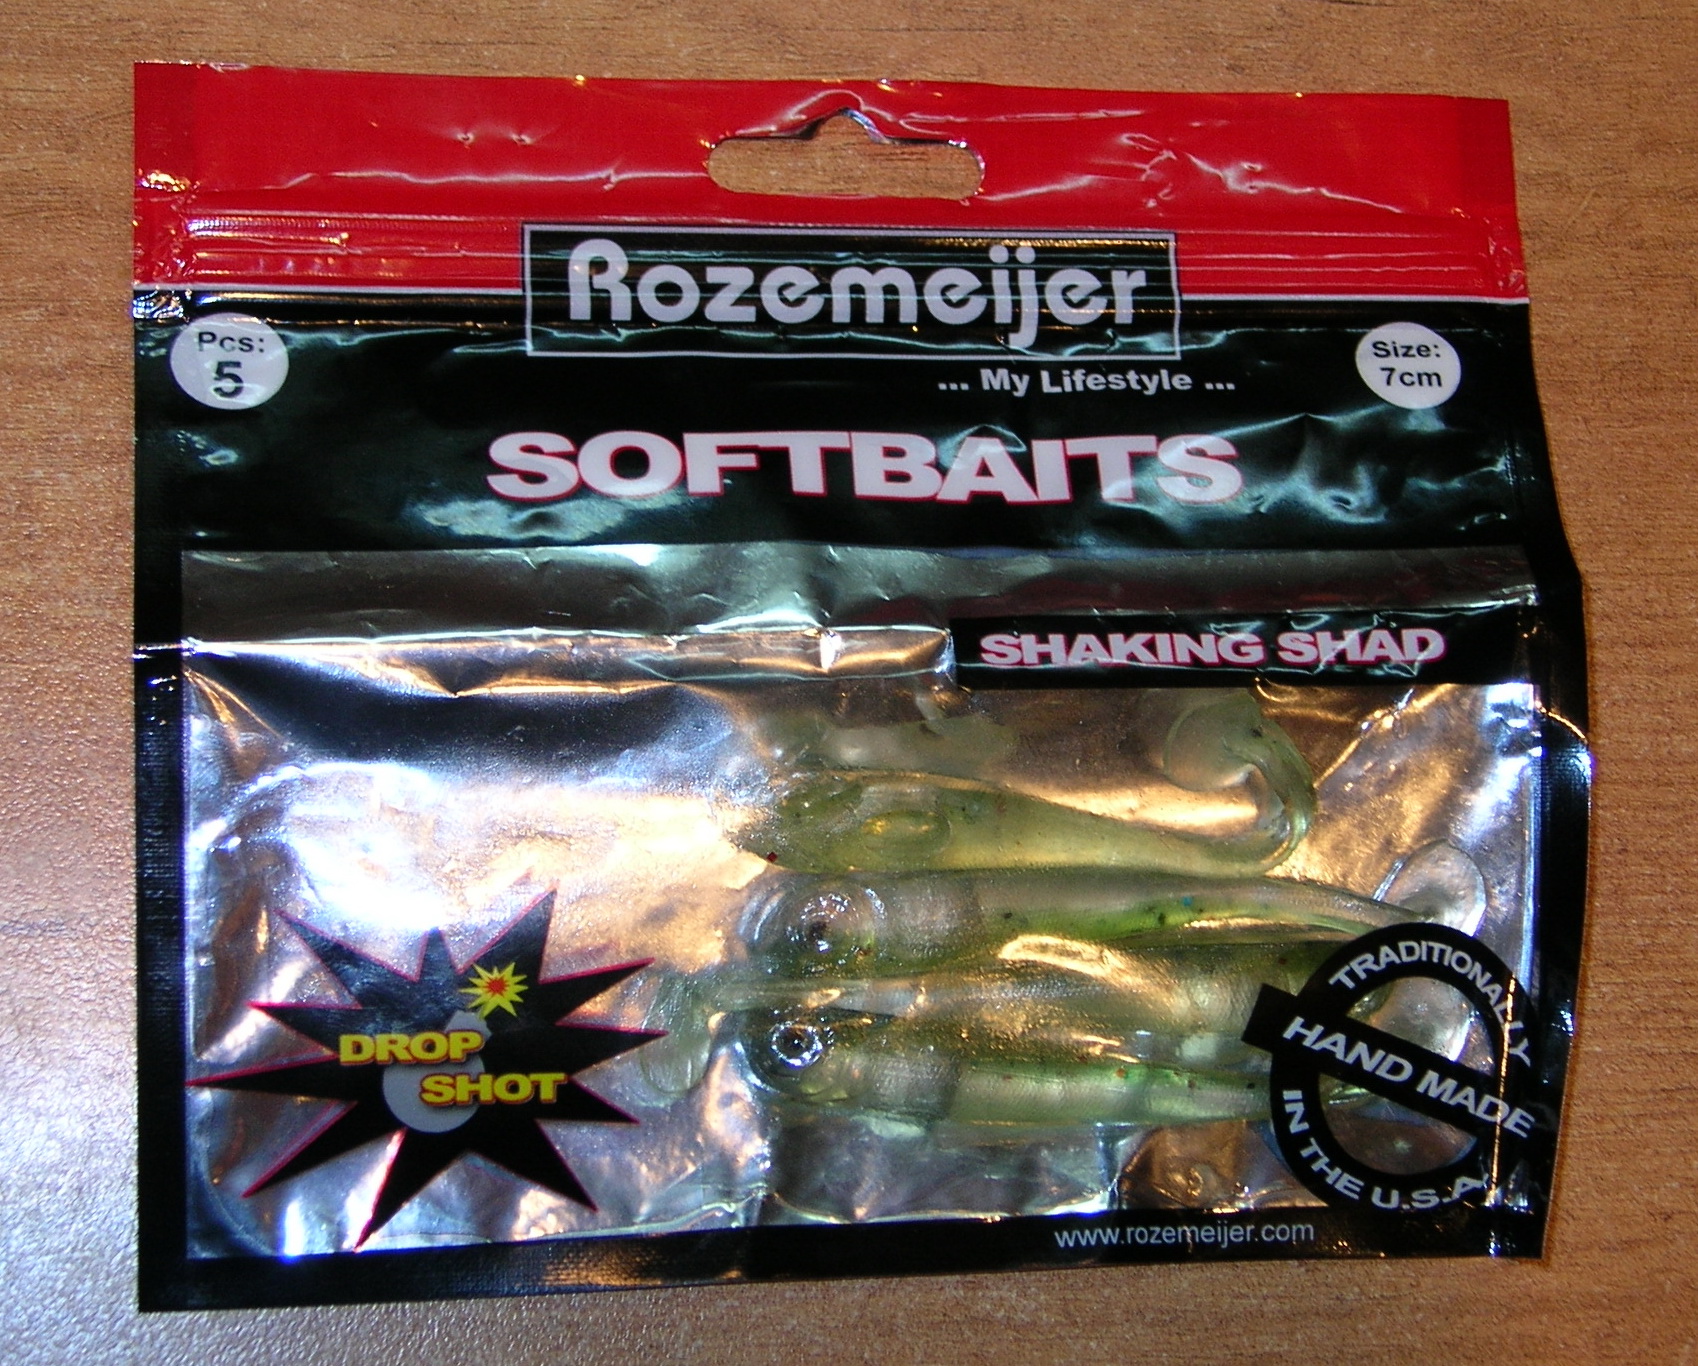 Rozemeijer
... My Lifestyle ...
Pcs:
5
Size:
7cm
SOFTBAITS
SHAKING SHAD
DROP
SHOT
TRADITIONALLY
HAND MADE
IN THE U.S.A.
www.rozemeijer.com